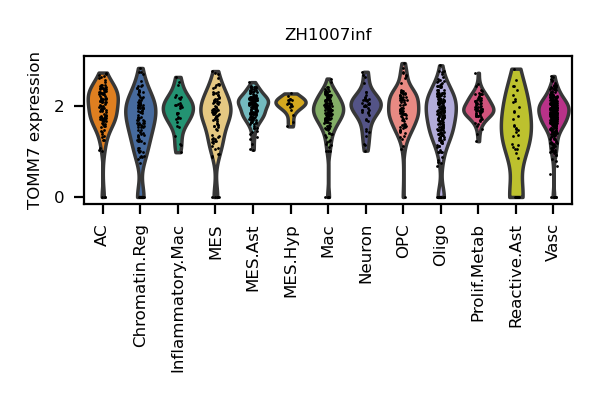 ZH1007inf
TOMM7 expression
2
0
AC
Chromatin.Reg
Inflammatory.Mac
MES
MES.Ast
MES.Hyp
Mac
Neuron
OPC
Oligo
Prolif.Metab
Reactive.Ast
Vasc